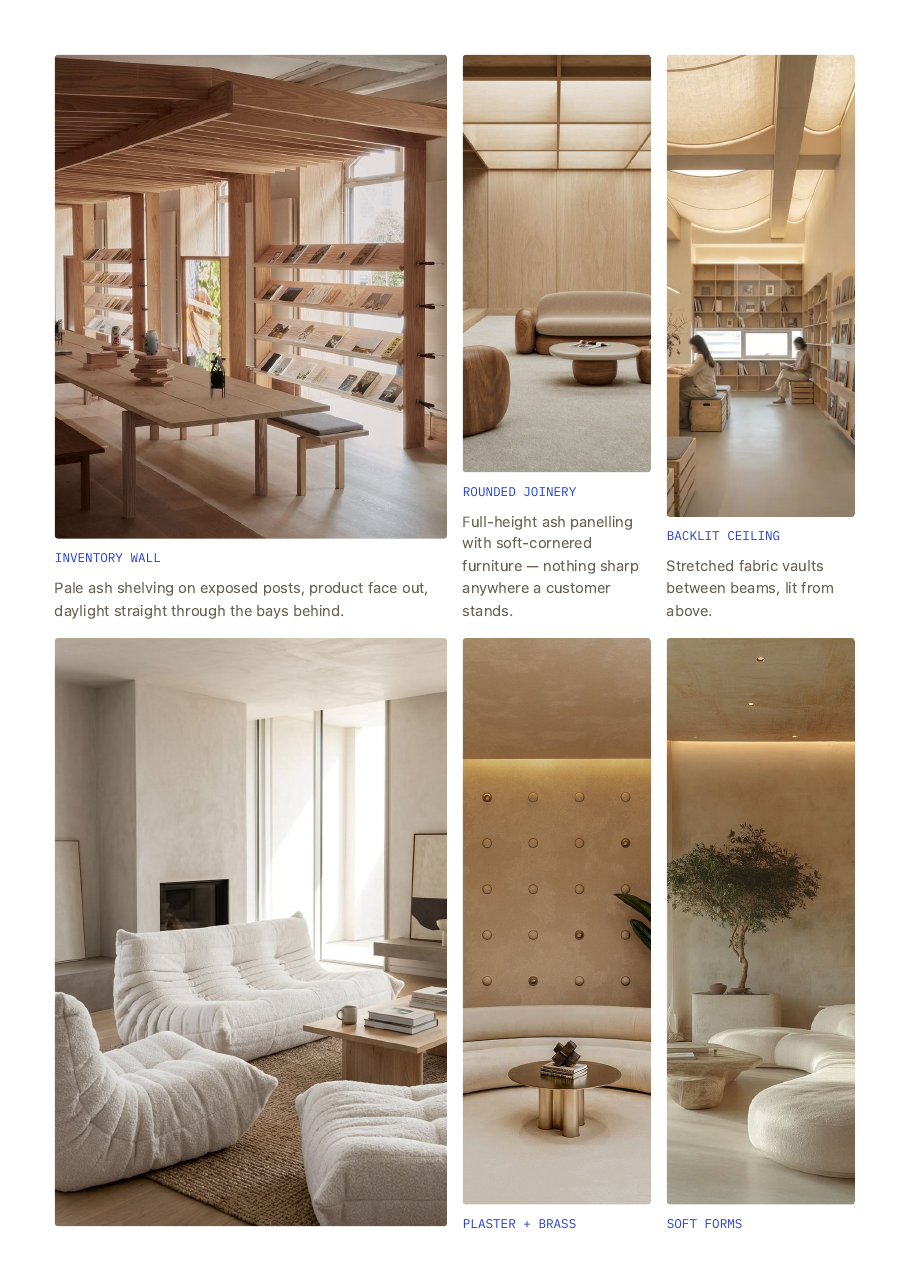 INVENTORY WALL
Pale ash shelving on exposed posts, product face out,
daylight straight through the bays behind.
ROUNDED JOINERY
Full-height ash panelling
with soft-cornered
furniture — nothing sharp
anywhere a customer
stands.
BACKLIT CEILING
Stretched fabric vaults
between beams, lit from
above.
PLASTER + BRASS
SOFT FORMS